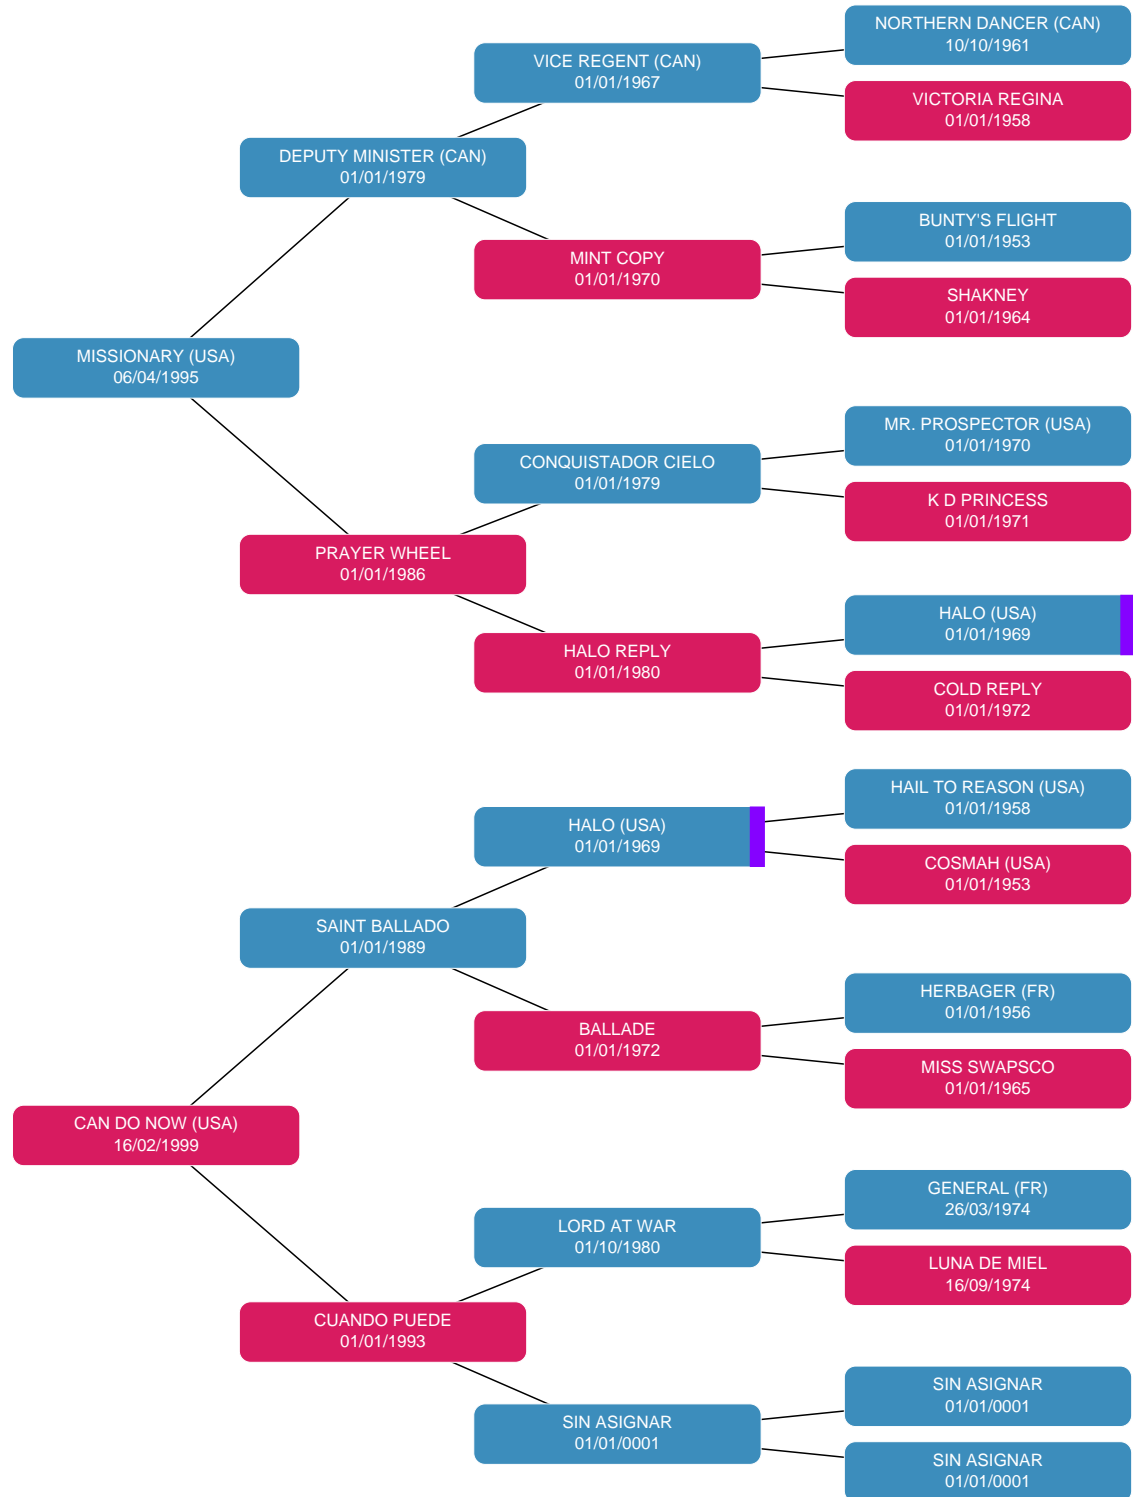 NORTHERN DANCER (CAN)
10/10/1961
VICE REGENT (CAN)
01/01/1967
VICTORIA REGINA
01/01/1958
DEPUTY MINISTER (CAN)
01/01/1979
BUNTY'S FLIGHT
01/01/1953
MINT COPY
01/01/1970
SHAKNEY
01/01/1964
MISSIONARY (USA)
06/04/1995
MR. PROSPECTOR (USA)
01/01/1970
CONQUISTADOR CIELO
01/01/1979
K D PRINCESS
01/01/1971
PRAYER WHEEL
01/01/1986
HALO (USA)
01/01/1969
HALO REPLY
01/01/1980
COLD REPLY
01/01/1972
HAIL TO REASON (USA)
01/01/1958
HALO (USA)
01/01/1969
COSMAH (USA)
01/01/1953
SAINT BALLADO
01/01/1989
HERBAGER (FR)
01/01/1956
BALLADE
01/01/1972
MISS SWAPSCO
01/01/1965
CAN DO NOW (USA)
16/02/1999
GENERAL (FR)
26/03/1974
LORD AT WAR
01/10/1980
LUNA DE MIEL
16/09/1974
CUANDO PUEDE
01/01/1993
SIN ASIGNAR
01/01/0001
SIN ASIGNAR
01/01/0001
SIN ASIGNAR
01/01/0001